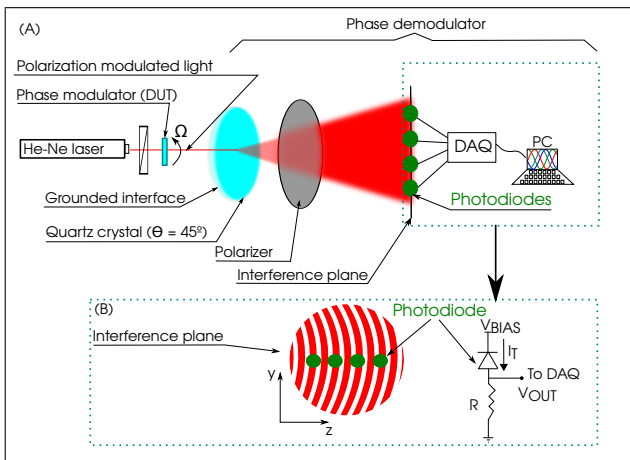 (A)
Phase demodulator
Polarization modulated light
Phase modulator (DUT)
Ω
He-Ne laser
DAQ
PC
Grounded interface
Photodiodes
Quartz crystal (Θ = 45º)
Polarizer
Interference plane
(B)
Photodiode
Interference plane
VBIAS
IT
y
To DAQ
VOUT
R
z